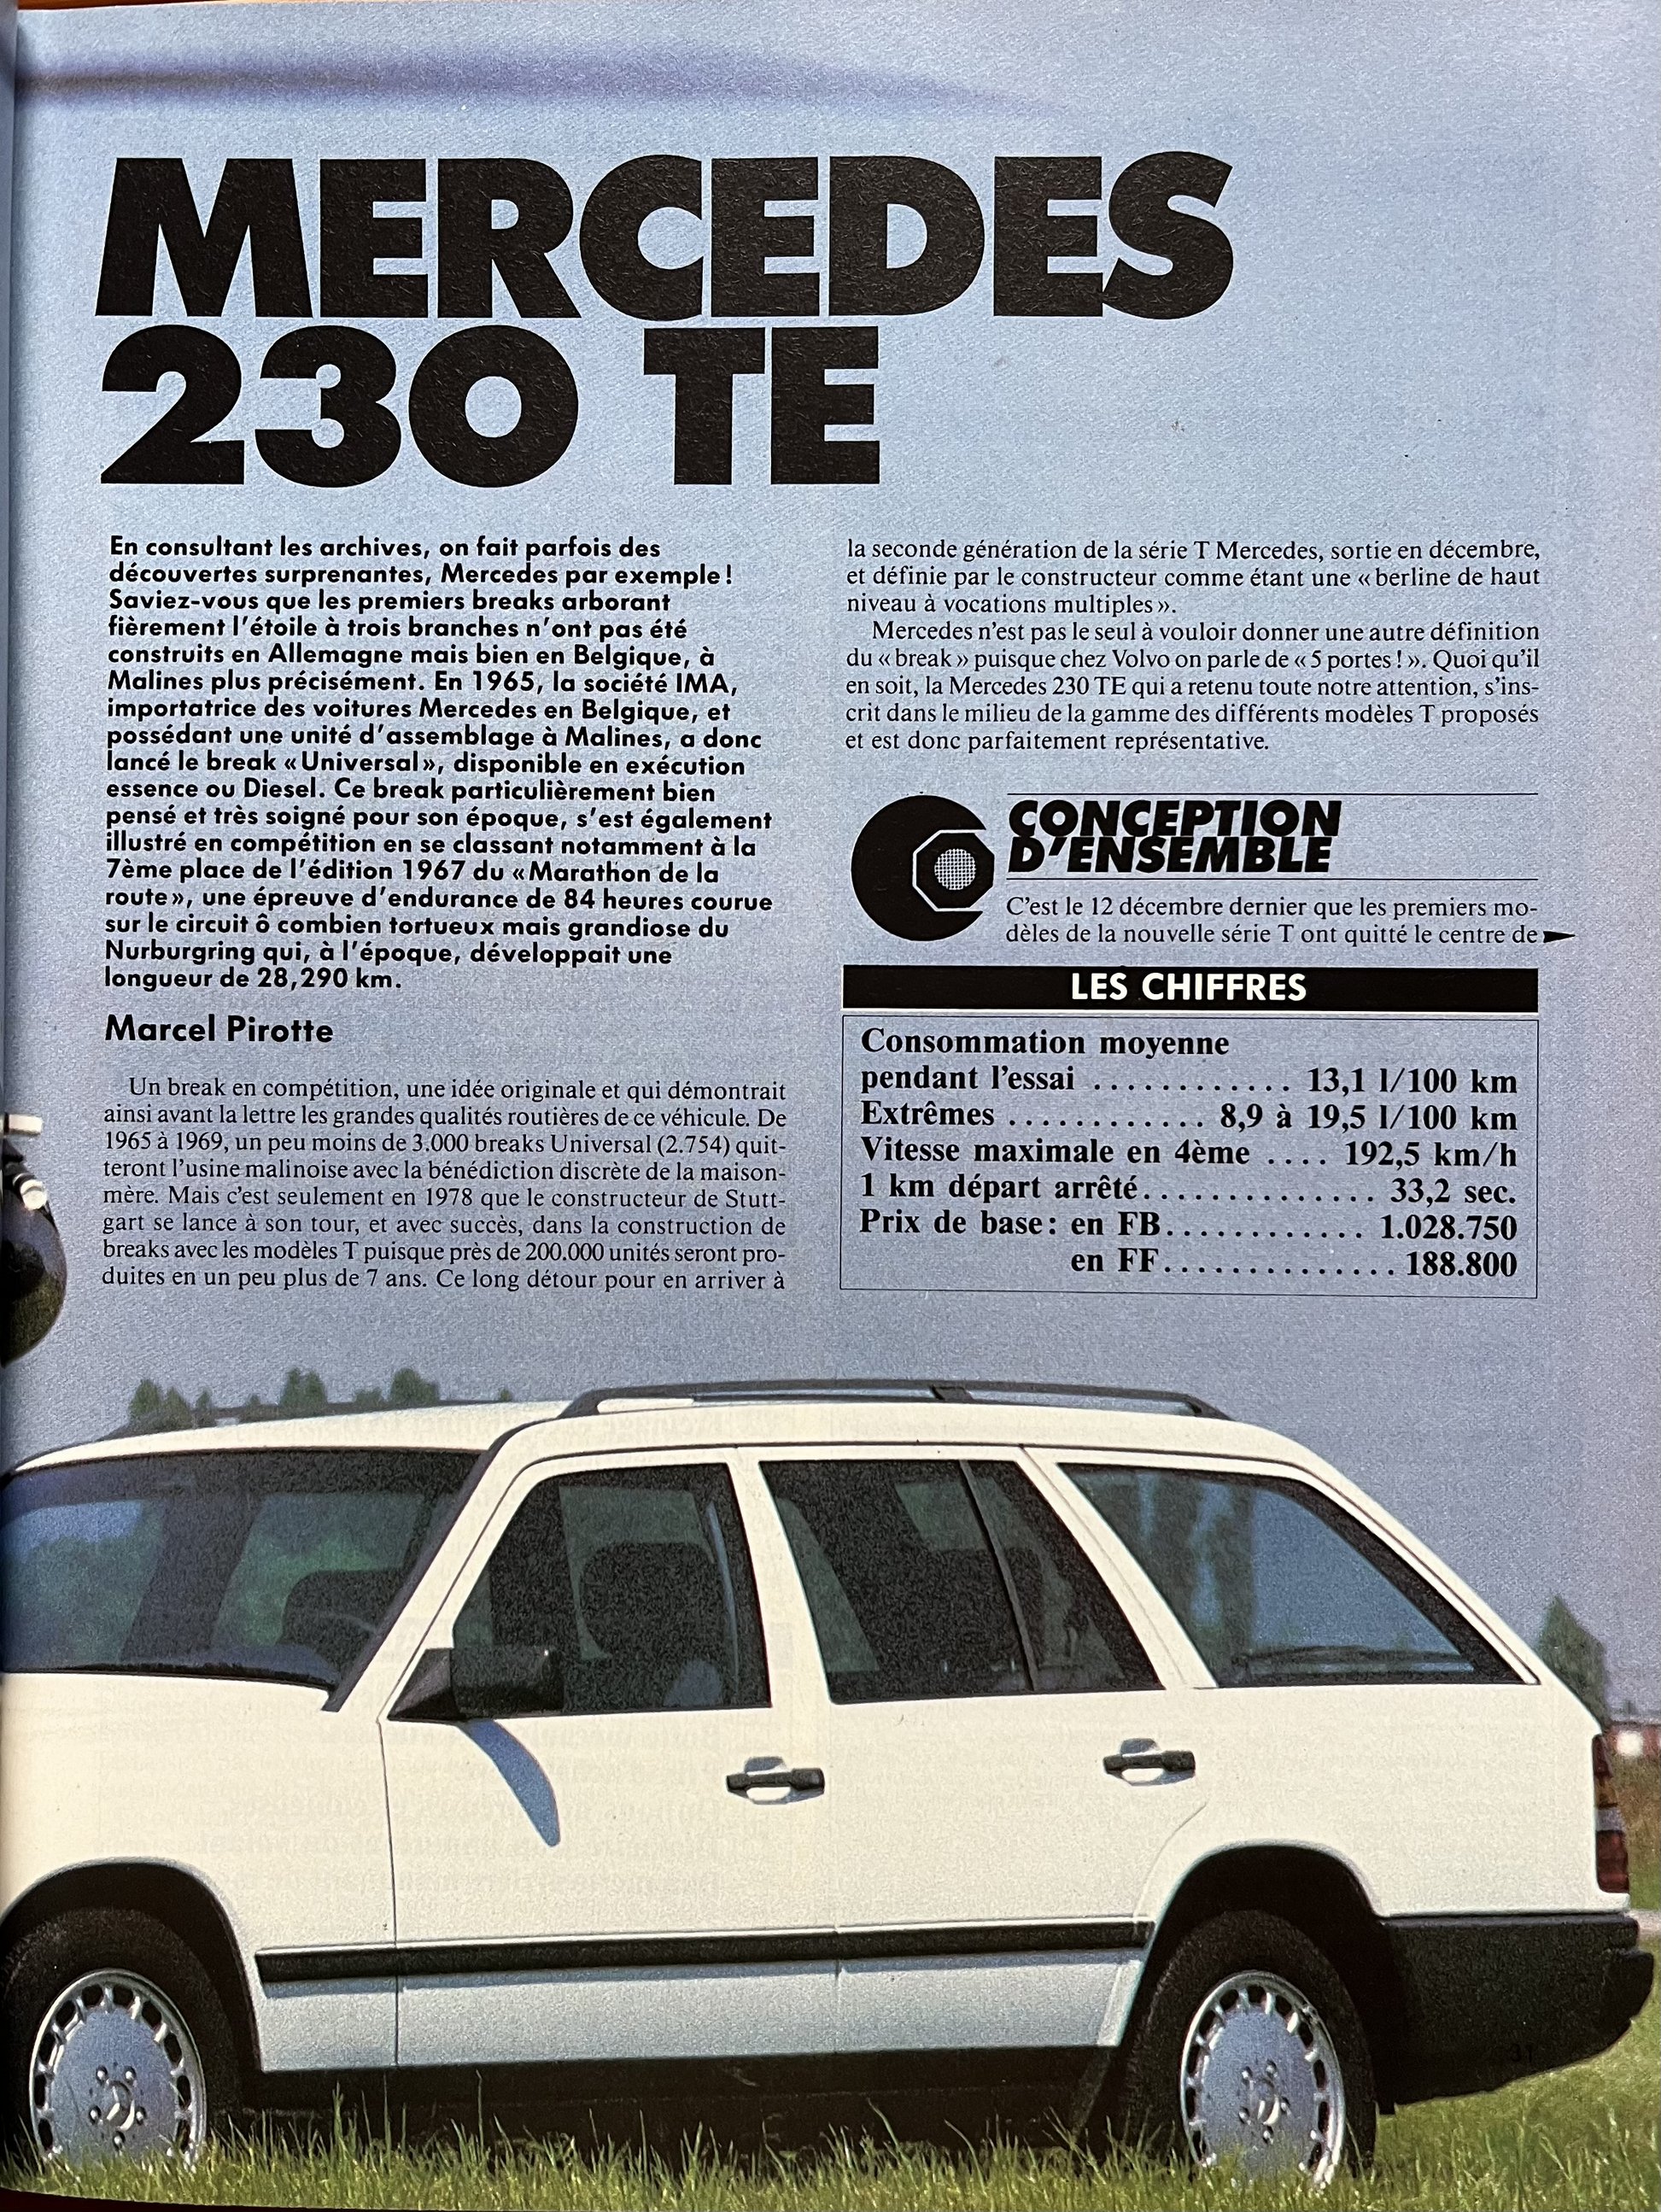 MERCEDES
230 TE
En consultant les archives, on fait parfois des
découvertes surprenantes, Mercedes par exemple !
Saviez-vous que les premiers breaks arborant
fièrement l'étoile à trois branches n'ont pas été
construits en Allemagne mais bien en Belgique, à
Malines plus précisément. En 1965, la société IMA,
importatrice des voitures Mercedes en Belgique, et
possédant une unité d'assemblage à Malines, a donc
lancé le break « Universal », disponible en exécution
essence ou Diesel. Ce break particulièrement bien
pensé et très soigné pour son époque, s'est également
illustré en compétition en se classant notamment à la
7ème place de l'édition 1967 du « Marathon de la
route », une épreuve d'endurance de 84 heures courue
sur le circuit ô combien tortueux mais grandiose du
Nurburgring qui, à l'époque, développait une
longueur de 28,290 km.
Marcel Pirotte
Un break en compétition, une idée originale et qui démontrait
ainsi avant la lettre les grandes qualités routières de ce véhicule. De
1965 à 1969, un peu moins de 3.000 breaks Universal (2.754) quit-
teront l'usine malinoise avec la bénédiction discrète de la maison-
mère. Mais c'est seulement en 1978 que le constructeur de Stutt-
gart se lance à son tour, et avec succès, dans la construction de
breaks avec les modèles T puisque près de 200.000 unités seront pro-
duites en un peu plus de 7 ans. Ce long détour pour en arriver à
la seconde génération de la série T Mercedes, sortie en décembre,
et définie par le constructeur comme étant une « berline de haut
niveau à vocations multiples ».
Mercedes n'est pas le seul à vouloir donner une autre définition
du « break » puisque chez Volvo on parle de « 5 portes ! ». Quoi qu'il
en soit, la Mercedes 230 TE qui a retenu toute notre attention, s'ins-
crit dans le milieu de la gamme des différents modèles T proposés
et est donc parfaitement représentative.
CONCEPTION
D'ENSEMBLE
C'est le 12 décembre dernier que les premiers mo-
dèles de la nouvelle série T ont quitté le centre de
LES CHIFFRES
Consommation moyenne
pendant l'essai ............ 13,1 l/100 km
Extrêmes ............ 8,9 à 19,5 l/100 km
Vitesse maximale en 4ème .... 192,5 km/h
1 km départ arrêté.............. 33,2 sec.
Prix de base : en FB............ 1.028.750
en FF.............. 188.800
31